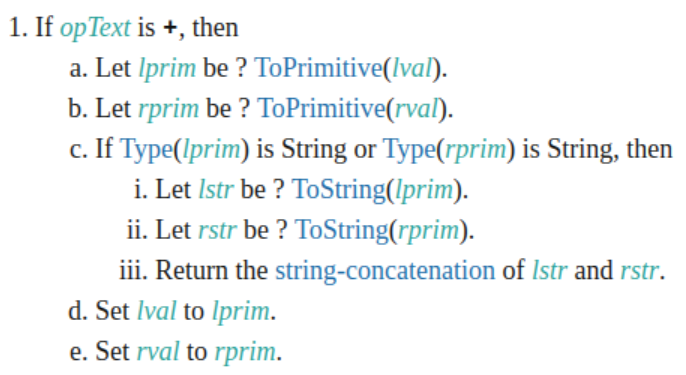 1. If opText is +, then
a. Let lprim be ? ToPrimitive(lval).
b. Let rprim be ? ToPrimitive(rval).
c. If Type(lprim) is String or Type(rprim) is String, then
i. Let lstr be ? ToString(lprim).
ii. Let rstr be ? ToString(rprim).
iii. Return the string-concatenation of lstr and rstr.
d. Set lval to lprim.
e. Set rval to rprim.